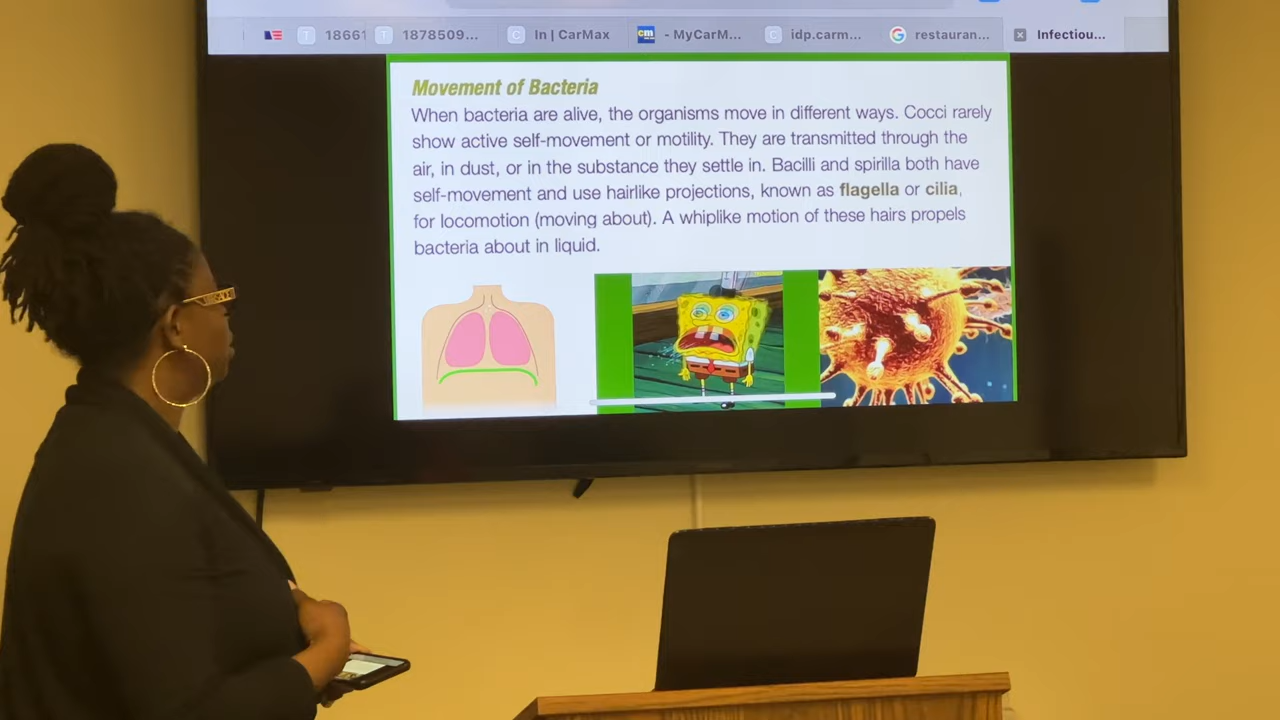 18661
1878509...
In | CarMax
cm
- MyCarM...
idp.carm...
restauran...
Infectiou...
Movement of Bacteria
When bacteria are alive, the organisms move in different ways. Cocci rarely
show active self-movement or motility. They are transmitted through the
air, in dust, or in the substance they settle in. Bacilli and spirilla both have
self-movement and use hairlike projections, known as flagella or cilia,
for locomotion (moving about). A whiplike motion of these hairs propels
bacteria about in liquid.